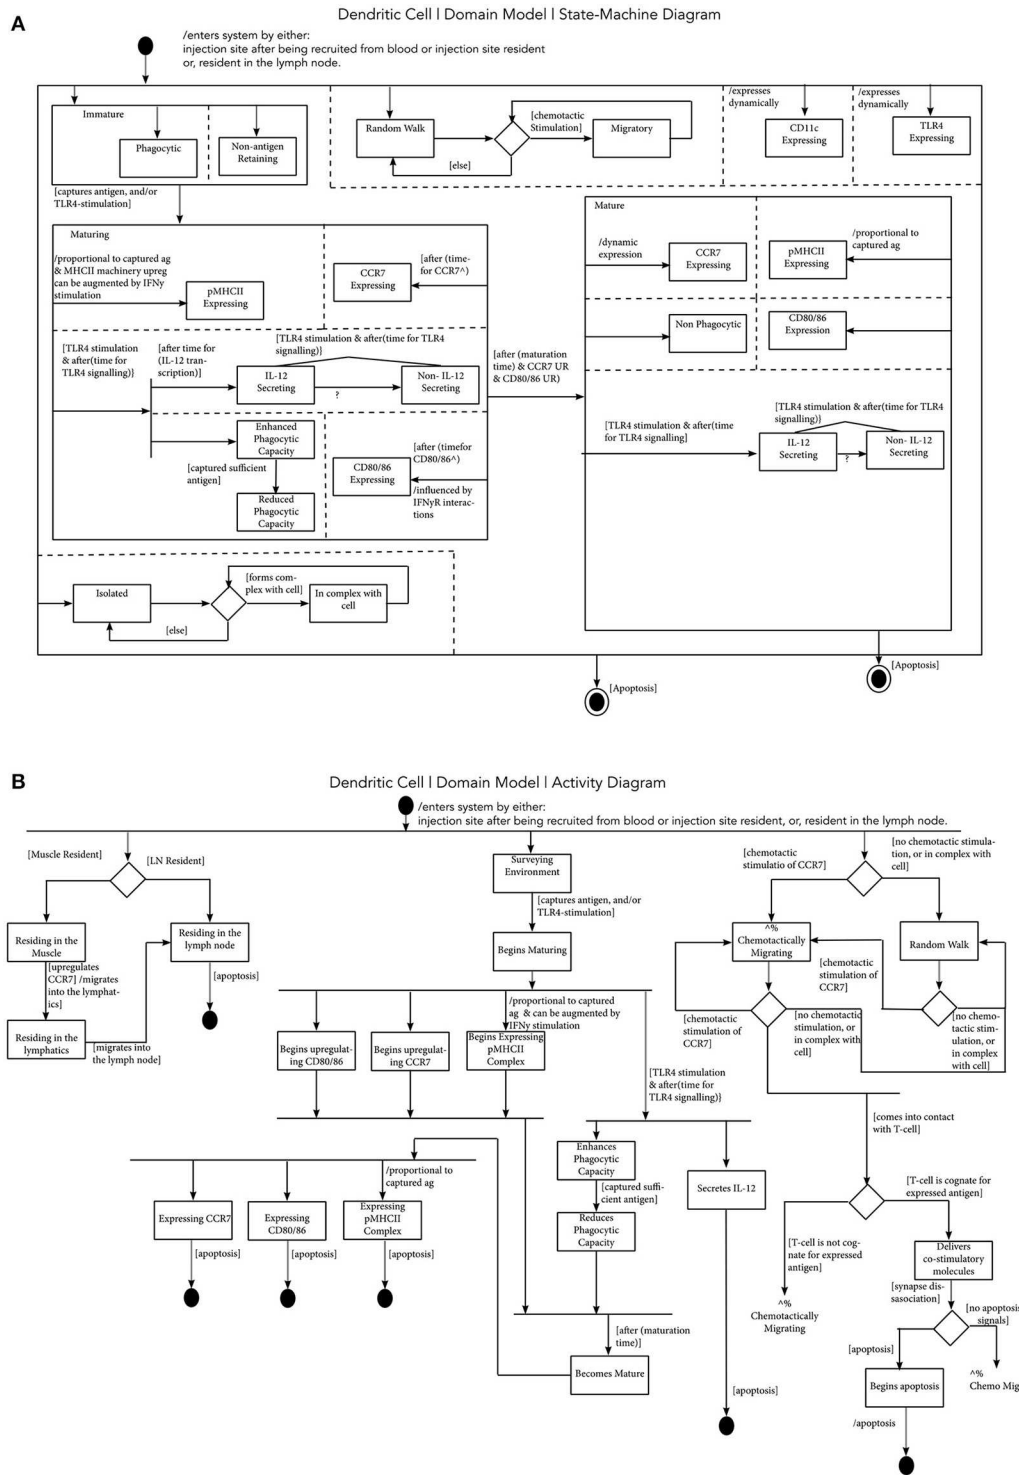 A
Dendritic Cell | Domain Model | State-Machine Diagram
/enters system by either:
injection site after being recruited from blood or injection site resident
or, resident in the lymph node.
Immature
Phagocytic
Non-antigen
Retaining
[captures antigen, and/or
TLR4-stimulation]
Random Walk
[chemotactic
Stimulation]
Migratory
[else]
/expresses
dynamically
CD11c
Expressing
/expresses
dynamically
TLR4
Expressing
Maturing
/proportional to captured ag
& MHCII machinery upreg
can be augmented by IFNy
stimulation
pMHCII
Expressing
CCR7
Expressing
[after (time-
for CCR7^)
[TLR4 stimulation
& after(time for
TLR4 signalling)}
[after time for
(IL-12 tran-
scription)]
[TLR4 stimulation & after(time for TLR4
signalling)}
IL-12
Secreting
?
Non- IL-12
Secreting
Enhanced
Phagocytic
Capacity
[captured sufficient
antigen]
Reduced
Phagocytic
Capacity
[after (timefor
CD80/86^)
CD80/86
Expressing
/influenced by
IFNyR interac-
tions
[after (maturation
time) & CCR7 UR
& CD80/86 UR)
Mature
/dynamic
expression
CCR7
Expressing
pMHCII
Expressing
/proportional to
captured ag
Non Phagocytic
CD80/86
Expression
[TLR4 stimulation & after(time
for TLR4 signalling]
[TLR4 stimulation & after(time for TLR4
signalling)}
IL-12
Secreting
?
Non- IL-12
Secreting
Isolated
[forms com-
plex with cell]
In complex with
cell
[else]
[Apoptosis]
[Apoptosis]
B
Dendritic Cell | Domain Model | Activity Diagram
/enters system by either:
injection site after being recruited from blood or injection site resident, or, resident in the lymph node.
[Muscle Resident]
[LN Resident]
Residing in the
Muscle
Residing in the
lymph node
[upregulates
CCR7] /migrates
into the lymphat-
ics]
[apoptosis]
Residing in the
lymphatics
[migrates into
the lymph node]
Surveying
Environment
[captures antigen, and/or
TLR4-stimulation]
Begins Maturing
/proportional to captured
ag & can be augmented by
IFNy stimulation
Begins upregulat-
ing CD80/86
Begins upregulating
CCR7
Begins Expressing
pMHCII
Complex
[TLR4 stimulation
& after(time for
TLR4 signalling)}
Enhances
Phagocytic
Capacity
[captured suffi-
cient antigen]
Reduces
Phagocytic
Capacity
Secretes IL-12
/proportional to
captured ag
Expressing CCR7
Expressing
CD80/86
Expressing
pMHCII
Complex
[apoptosis]
[apoptosis]
[apoptosis]
[after (maturation
time)]
Becomes Mature
[apoptosis]
[chemotactic
stimulatio of CCR7]
[no chemotactic stimula-
tion, or in complex with
cell]
^%
Chemotactically
Migrating
Random Walk
[chemotactic
stimulation of
CCR7]
[chemotactic
stimulation of
CCR7]
[no chemotactic
stimulation, or
in complex with
cell]
[no chemo-
tactic stim-
ulation, or
in complex
with cell]
[comes into contact
with T-cell]
[T-cell is cognate for
expressed antigen]
[T-cell is not cog-
nate for expressed
antigen]
^%
Chemotactically
Migrating
Delivers
co-stimulatory
molecules
[synapse dis-
sasociation]
[no apoptosis
signals]
[apoptosis]
^%
Chemo Mig
Begins apoptosis
/apoptosis